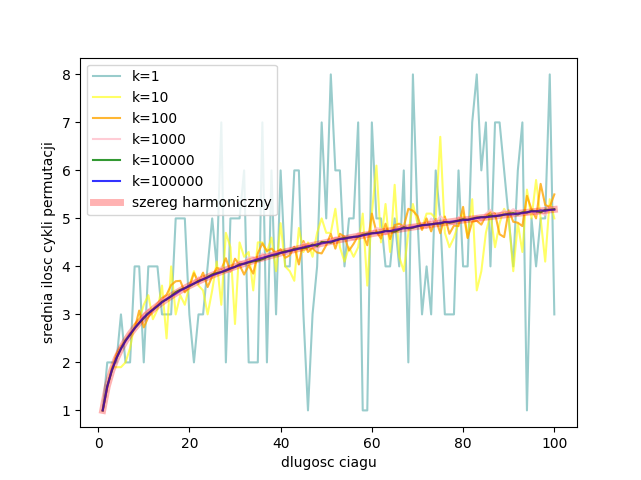 k=1
k=10
k=100
k=1000
k=10000
k=100000
szereg harmoniczny
srednia ilosc cykli permutacji
8
7
6
5
4
3
2
1
0 20 40 60 80 100
dlugosc ciagu